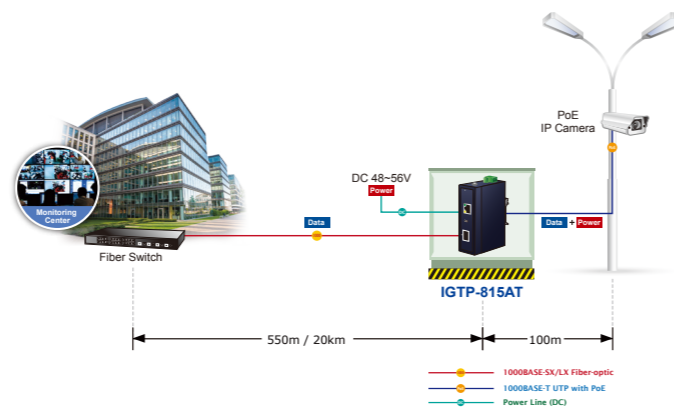 PoE
IP Camera
DC 48~56V
Power
Monitoring
Center
Data
Data + Power
Fiber Switch
IGTP-815AT
550m / 20km
100m
1000BASE-SX/LX Fiber-optic
1000BASE-T UTP with PoE
Power Line (DC)